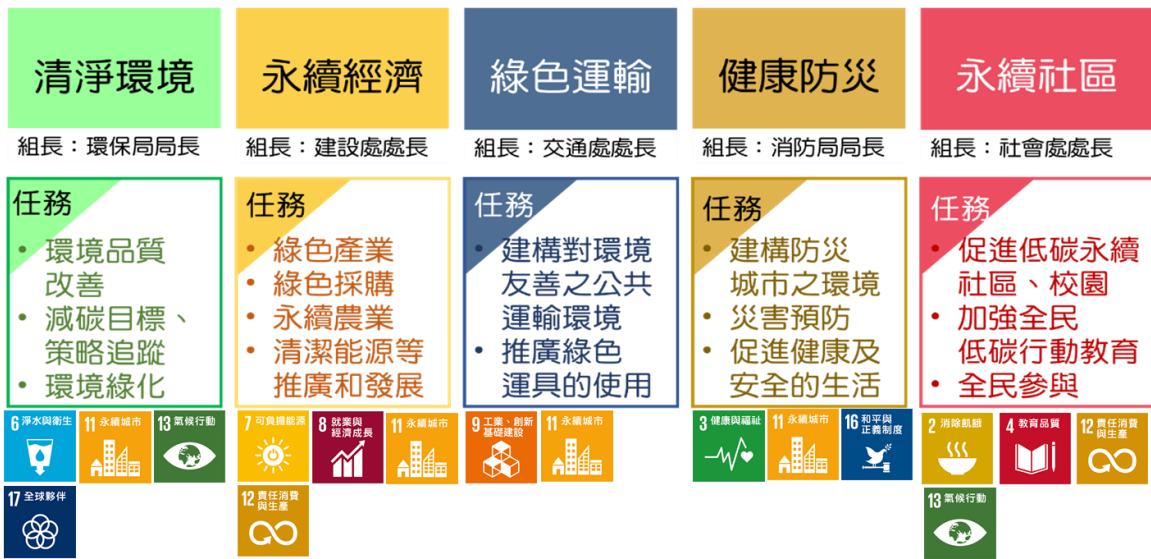 清淨環境
組長：環保局局長
任務
• 環境品質
改善
• 減碳目標、
策略追蹤
• 環境綠化
6 淨水與衛生
11 永續城市
13 氣候行動
17 全球夥伴
永續經濟
組長：建設處處長
任務
• 綠色產業
• 綠色採購
• 永續農業
• 清潔能源等
推廣和發展
7 可負擔能源
8 就業與
經濟成長
11 永續城市
12 責任消費
與生產
綠色運輸
組長：交通處處長
任務
• 建構對環境
友善之公共
運輸環境
• 推廣綠色
運具的使用
9 工業、創新
基礎建設
11 永續城市
健康防災
組長：消防局局長
任務
• 建構防災
城市之環境
• 災害預防
• 促進健康及
安全的生活
3 健康與福祉
11 永續城市
16 和平與
正義制度
永續社區
組長：社會處處長
任務
• 促進低碳永續
社區、校園
• 加強全民
低碳行動教育
• 全民參與
2 消除飢餓
4 教育品質
12 責任消費
與生產
13 氣候行動